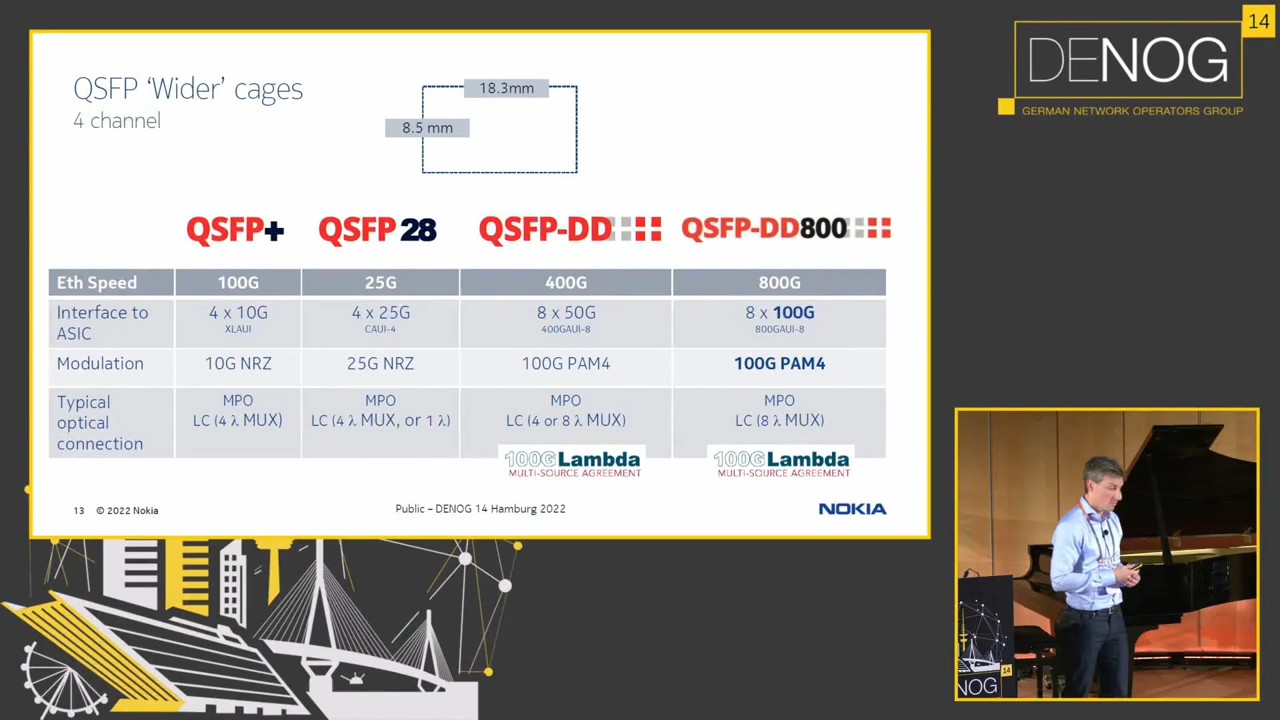 QSFP ‘Wider’ cages
4 channel
18.3mm
8.5 mm
QSFP+ QSFP 28 QSFP-DD QSFP-DD800
Eth Speed 100G 25G 400G 800G
Interface to ASIC 4 x 10G XLAUI 4 x 25G CAUI-4 8 x 50G 400GAUI-8 8 x 100G 800GAUI-8
Modulation 10G NRZ 25G NRZ 100G PAM4 100G PAM4
Typical optical connection MPO LC (4 λ MUX) MPO LC (4 λ MUX, or 1 λ) MPO LC (4 or 8 λ MUX) MPO LC (8 λ MUX)
100G Lambda MULTI-SOURCE AGREEMENT 100G Lambda MULTI-SOURCE AGREEMENT
13 © 2022 Nokia Public – DENOG 14 Hamburg 2022 NOKIA
14
DENOG
GERMAN NETWORK OPERATORS GROUP
14
NOG